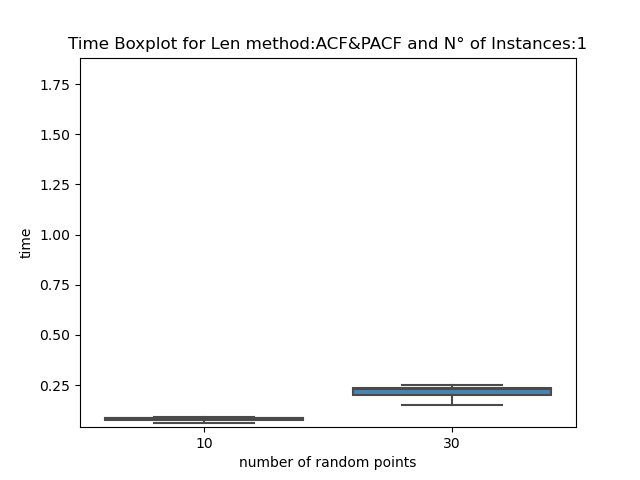 Time Boxplot for Len method:ACF&PACF and N° of Instances:1
1.75
1.50
1.25
1.00
0.75
0.50
0.25
time
10 30
number of random points